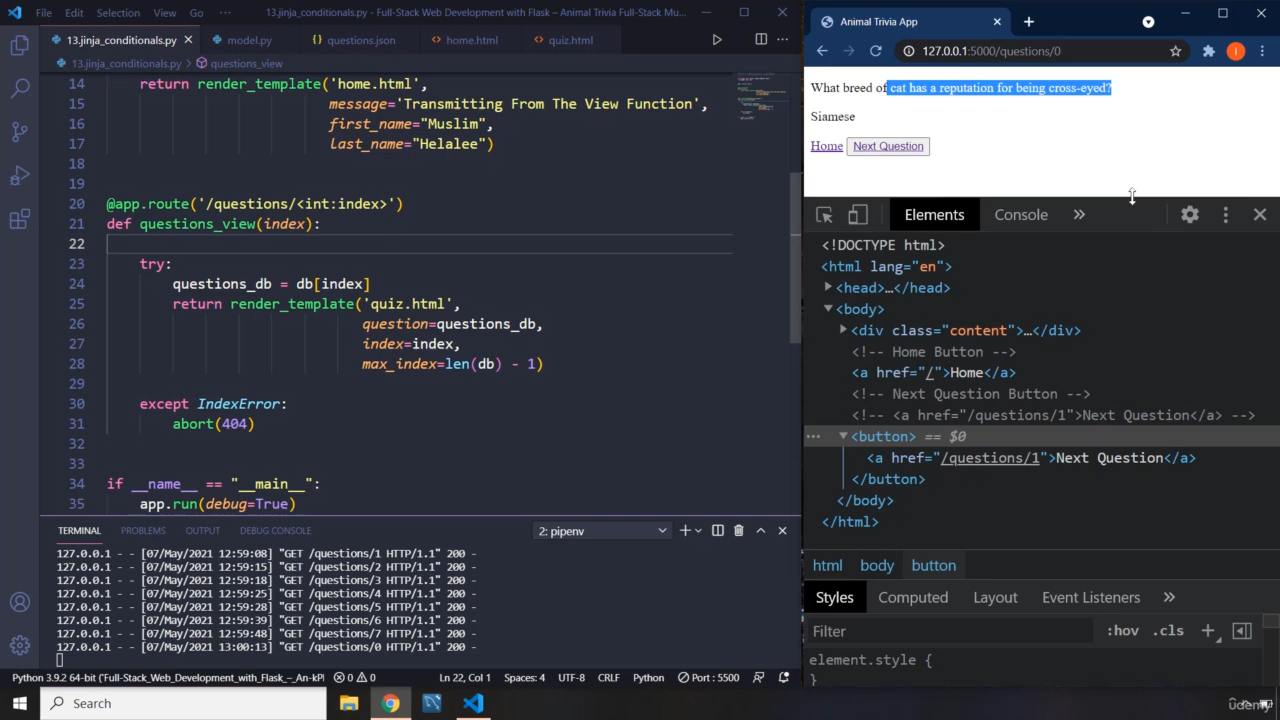 File Edit Selection View Go ··· 13.jinja_conditionals.py - Full-Stack Web Development with Flask – Animal Trivia Full-Stack Mu...
13.jinja_conditionals.py model.py questions.json home.html quiz.html
13.jinja_conditionals.py > questions_view
14 return render_template('home.html',
15 message='Transmitting From The View Function',
16 first_name="Muslim",
17 last_name="Helalee")
18
19
20 @app.route('/questions/<int:index>')
21 def questions_view(index):
22
23 try:
24 questions_db = db[index]
25 return render_template('quiz.html',
26 question=questions_db,
27 index=index,
28 max_index=len(db) - 1)
29
30 except IndexError:
31 abort(404)
32
33
34 if __name__ == "__main__":
35 app.run(debug=True)
TERMINAL PROBLEMS OUTPUT DEBUG CONSOLE 2: pipenv
127.0.0.1 - - [07/May/2021 12:59:08] "GET /questions/1 HTTP/1.1" 200 -
127.0.0.1 - - [07/May/2021 12:59:15] "GET /questions/2 HTTP/1.1" 200 -
127.0.0.1 - - [07/May/2021 12:59:18] "GET /questions/3 HTTP/1.1" 200 -
127.0.0.1 - - [07/May/2021 12:59:25] "GET /questions/4 HTTP/1.1" 200 -
127.0.0.1 - - [07/May/2021 12:59:28] "GET /questions/5 HTTP/1.1" 200 -
127.0.0.1 - - [07/May/2021 12:59:39] "GET /questions/6 HTTP/1.1" 200 -
127.0.0.1 - - [07/May/2021 12:59:48] "GET /questions/7 HTTP/1.1" 200 -
127.0.0.1 - - [07/May/2021 13:00:13] "GET /questions/0 HTTP/1.1" 200 -
Python 3.9.2 64-bit ('Full-Stack_Web_Development_with_Flask_–_An-kPl 0 0 Ln 22, Col 1 Spaces: 4 UTF-8 CRLF Python Port : 5500
Animal Trivia App
127.0.0.1:5000/questions/0 I
What breed of cat has a reputation for being cross-eyed?
Siamese
Home Next Question
Elements Console »
<!DOCTYPE html>
<html lang="en">
<head>…</head>
<body>
<div class="content">…</div>
<!-- Home Button -->
<a href="/">Home</a>
<!-- Next Question Button -->
<!-- <a href="/questions/1">Next Question</a> -->
··· <button> == $0
<a href="/questions/1">Next Question</a>
</button>
</body>
</html>
html body button
Styles Computed Layout Event Listeners »
Filter :hov .cls +
element.style {
}
Search
udemy